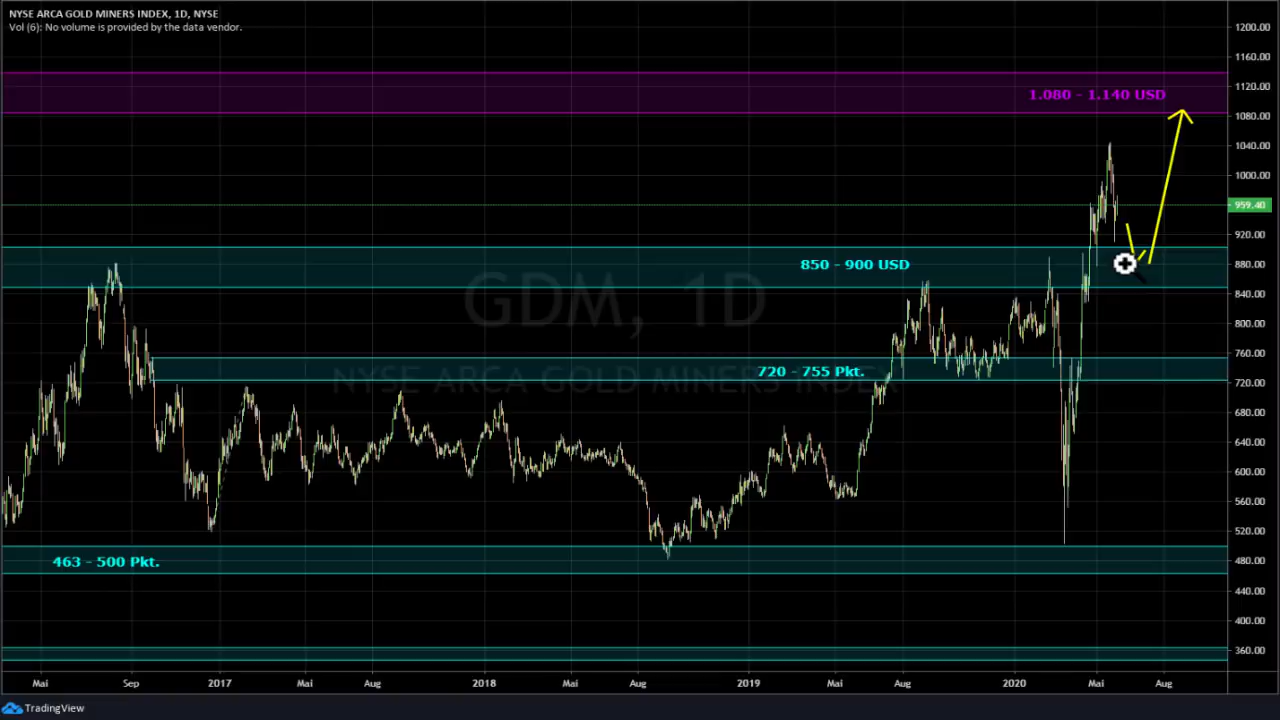 NYSE ARCA GOLD MINERS INDEX, 1D, NYSE
Vol (6): No volume is provided by the data vendor.
1200.00
1160.00
1120.00
1.080 - 1.140 USD
1080.00
1040.00
1000.00
959.40
920.00
850 - 900 USD
880.00
GDM, 1D
840.00
800.00
760.00
720 - 755 Pkt.
NYSE ARCA GOLD MINERS INDEX
720.00
680.00
640.00
600.00
560.00
520.00
463 - 500 Pkt.
480.00
440.00
400.00
360.00
Mai Sep 2017 Mai Aug 2018 Mai Aug 2019 Mai Aug 2020 Mai Aug
TradingView